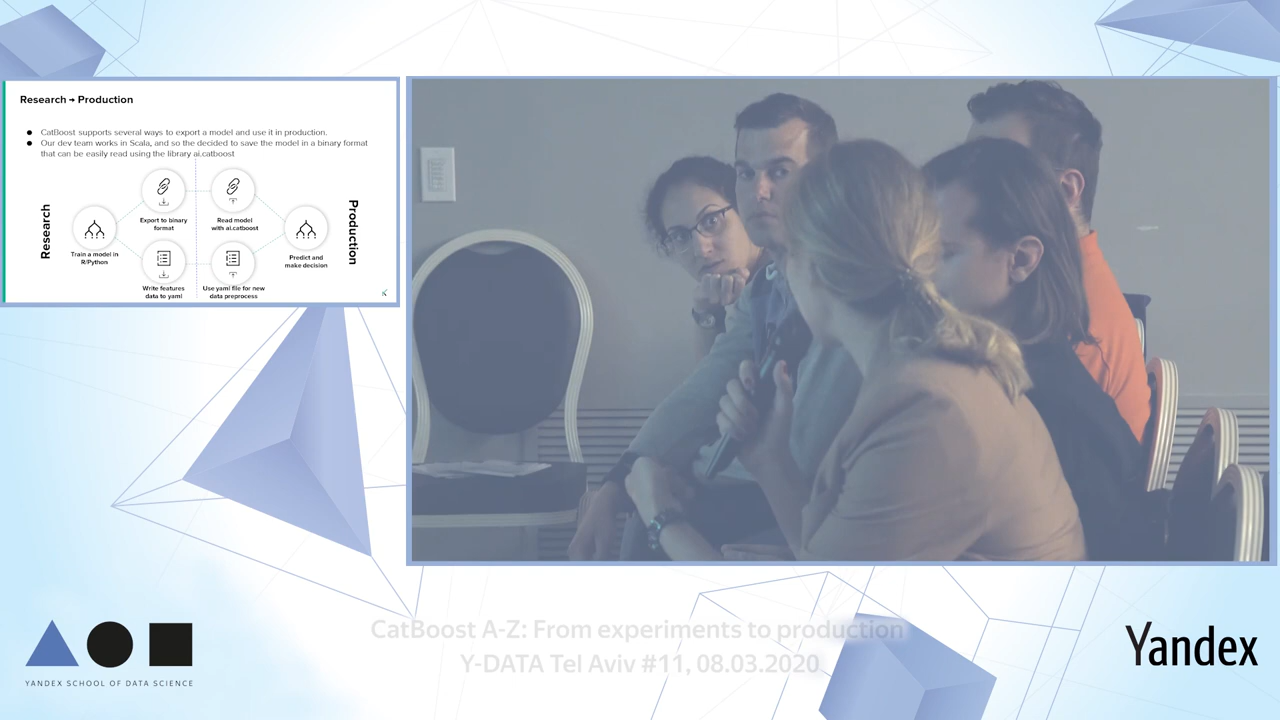 Research → Production
● CatBoost supports several ways to export a model and use it in production.
● Our dev team works in Scala, and so the decided to save the model in a binary format
that can be easily read using the library ai.catboost
Research
Train a model in
R/Python
Export to binary
format
Write features
data to yaml
Read model
with ai.catboost
Use yaml file for new
data preprocess
Predict and
make decision
Production
CatBoost A-Z: From experiments to production
Y-DATA Tel Aviv #11, 08.03.2020
YANDEX SCHOOL OF DATA SCIENCE
Yandex